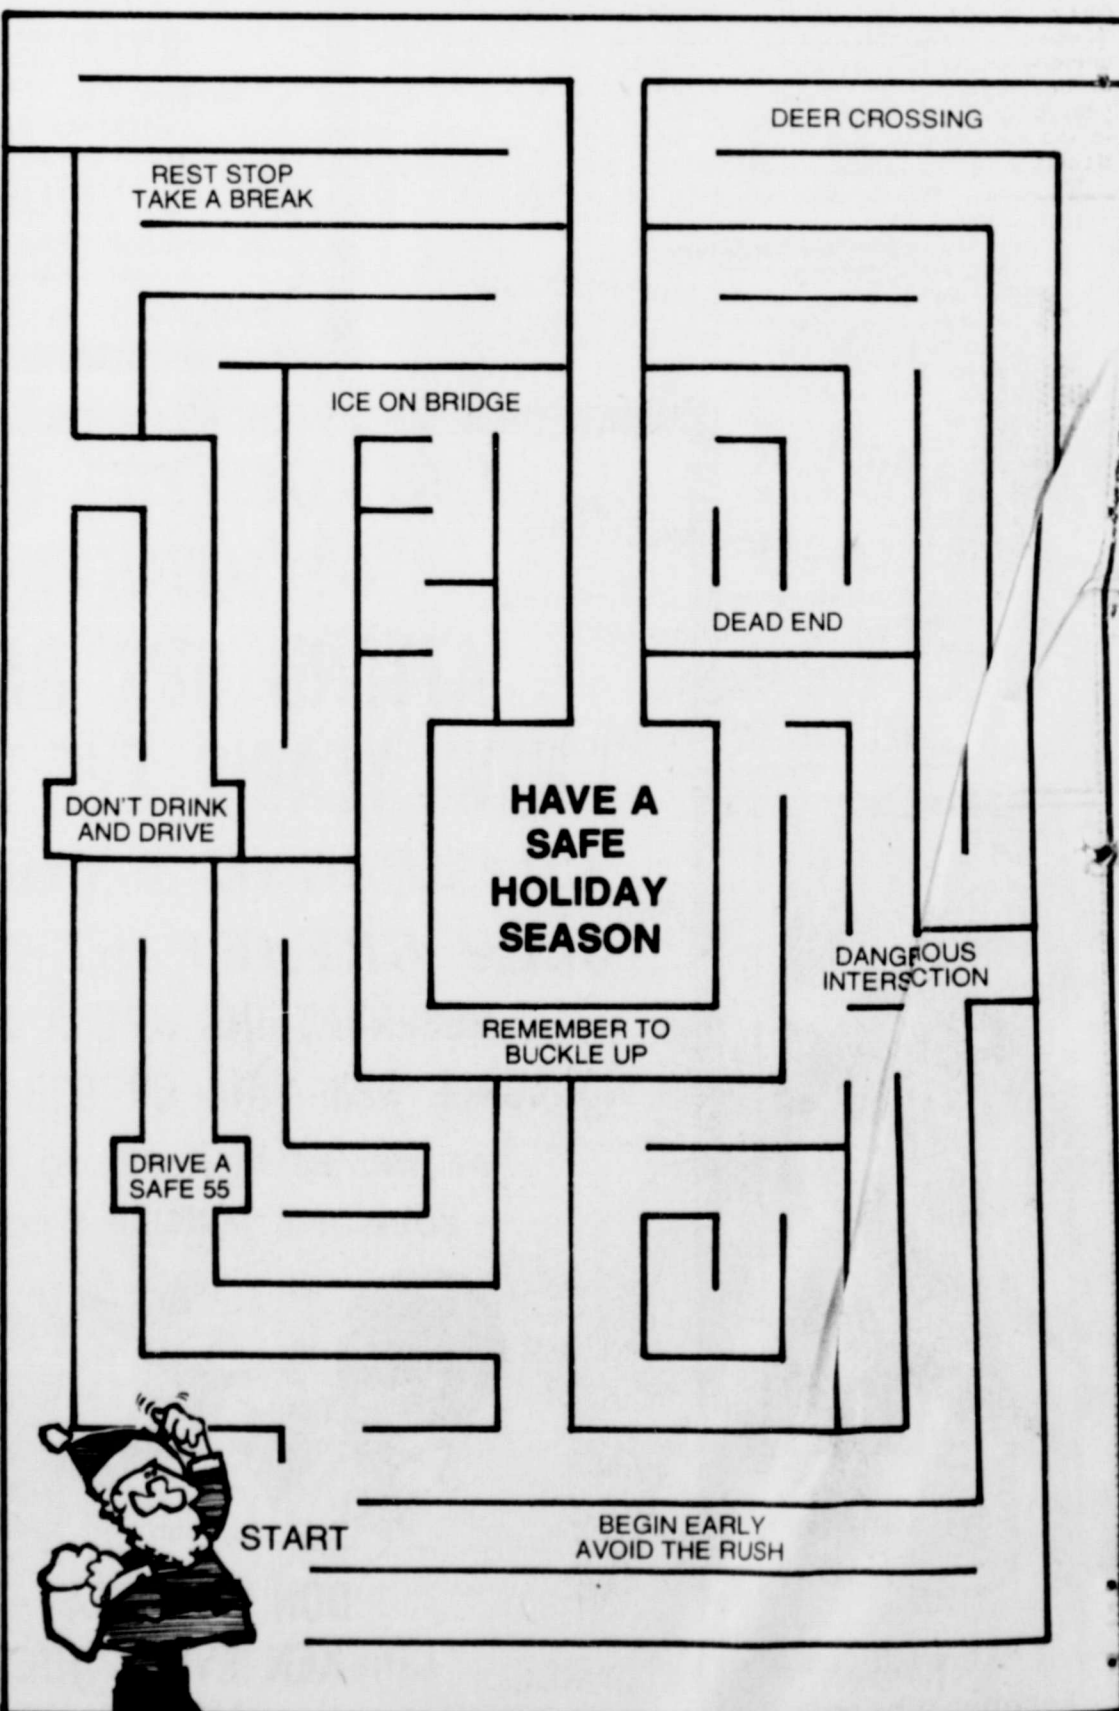 DEER CROSSING
REST STOP
TAKE A BREAK
ICE ON BRIDGE
DEAD END
DON'T DRINK
AND DRIVE
HAVE A
SAFE
HOLIDAY
SEASON
DANGROUS
INTERSCTION
REMEMBER TO
BUCKLE UP
DRIVE A
SAFE 55
START
BEGIN EARLY
AVOID THE RUSH